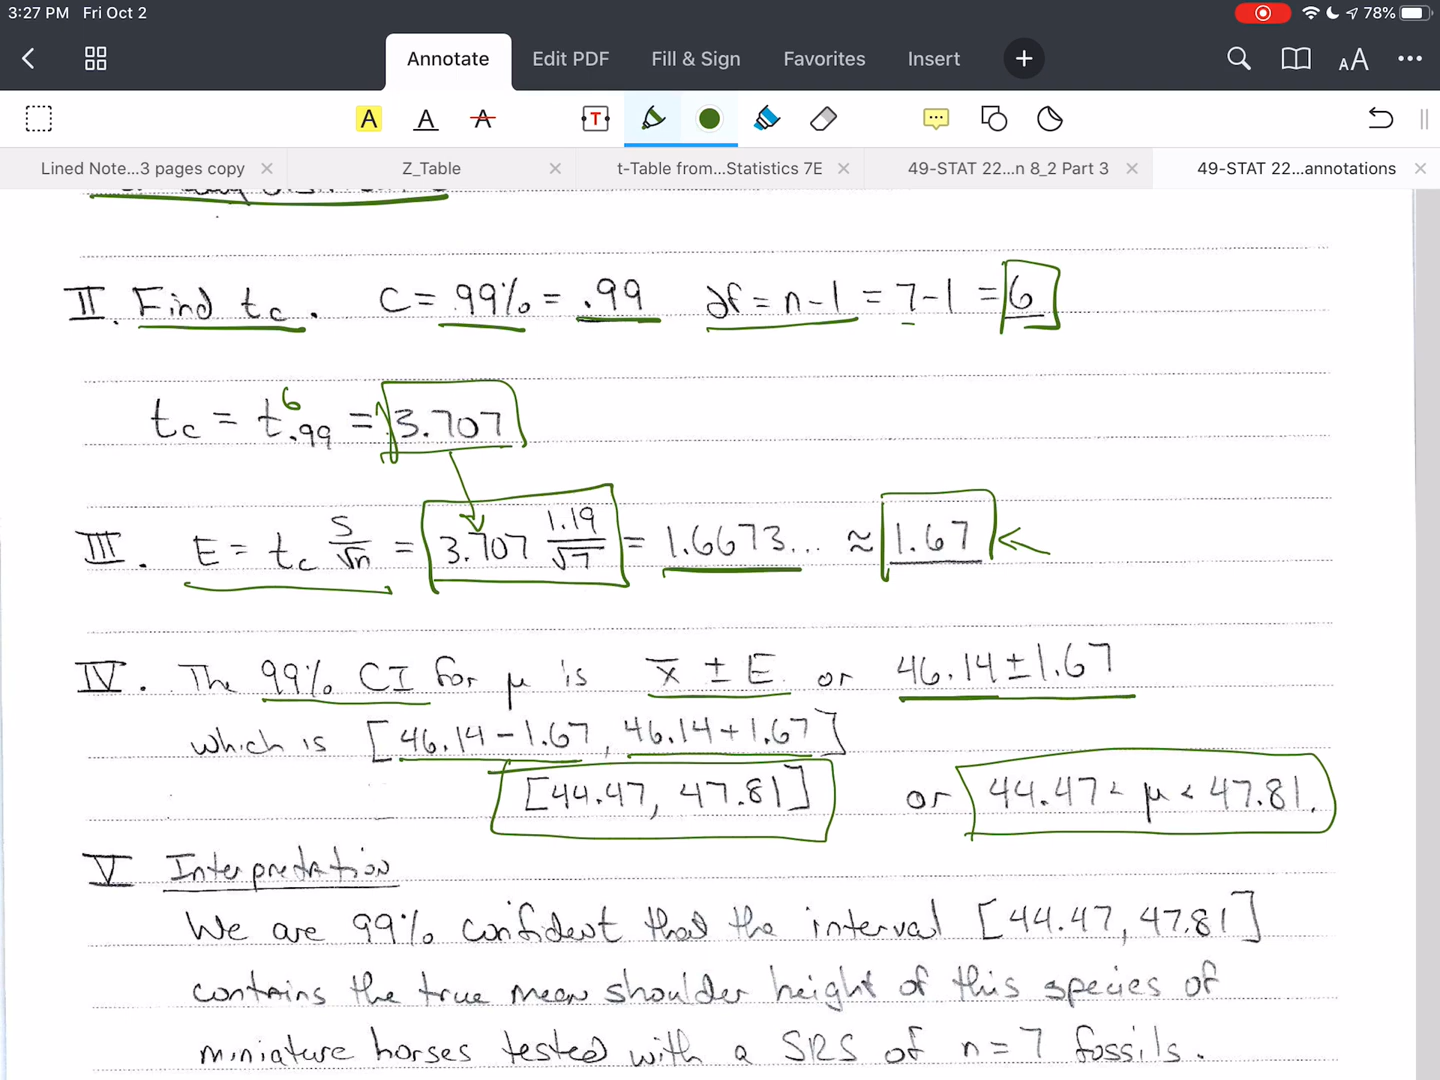 3:27 PM Fri Oct 2 78%
Annotate Edit PDF Fill & Sign Favorites Insert
A A A T
Lined Note...3 pages copy Z_Table t-Table from...Statistics 7E 49-STAT 22...n 8_2 Part 3 49-STAT 22...annotations
II. Find tc. C = 99% = .99 df = n-1 = 7-1 = 6
tc = t^6_.99 = 3.707
III. E = tc s/√n = 3.707 1.19/√7 = 1.6673... ≈ 1.67
IV. The 99% CI for μ is x̄ ± E or 46.14 ± 1.67
which is [46.14-1.67, 46.14+1.67]
[44.47, 47.81] or 44.47 < μ < 47.81.
V Interpretation
We are 99% confident that the interval [44.47, 47.81]
contains the true mean shoulder height of this species of
miniature horses tested with a SRS of n=7 fossils.